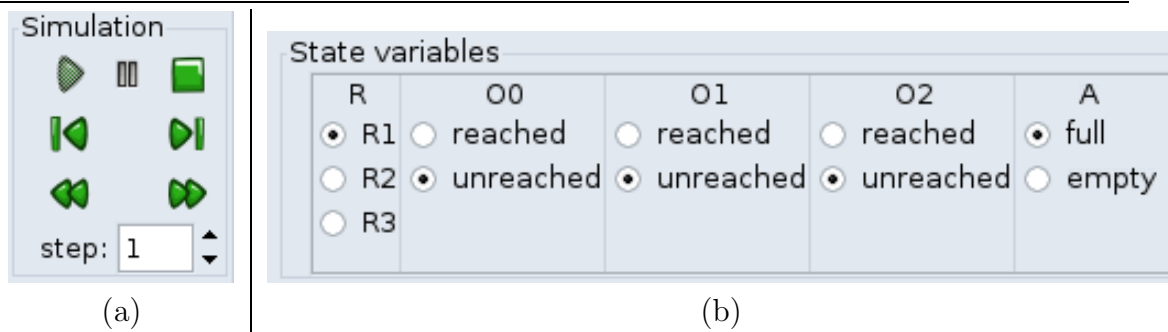 Simulation
step: 1
(a)
State variables
R O0 O1 O2 A
R1 reached reached reached full
R2 unreached unreached unreached empty
R3
(b)